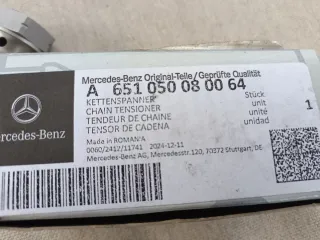 Mercedes-Benz Original-Teile/Geprüfte Qualität
A 651 050 08 00 64
KETTENSPANNER Stück
CHAIN TENSIONER unit
TENDEUR DE CHAINE unité
TENSOR DE CADENA unidad
1
Made in ROMANIA
0060/2412/11741 2024-12-11
Mercedes-Benz AG, Mercedesstr.120, 70372 Stuttgart, DE
ercedes-Benz